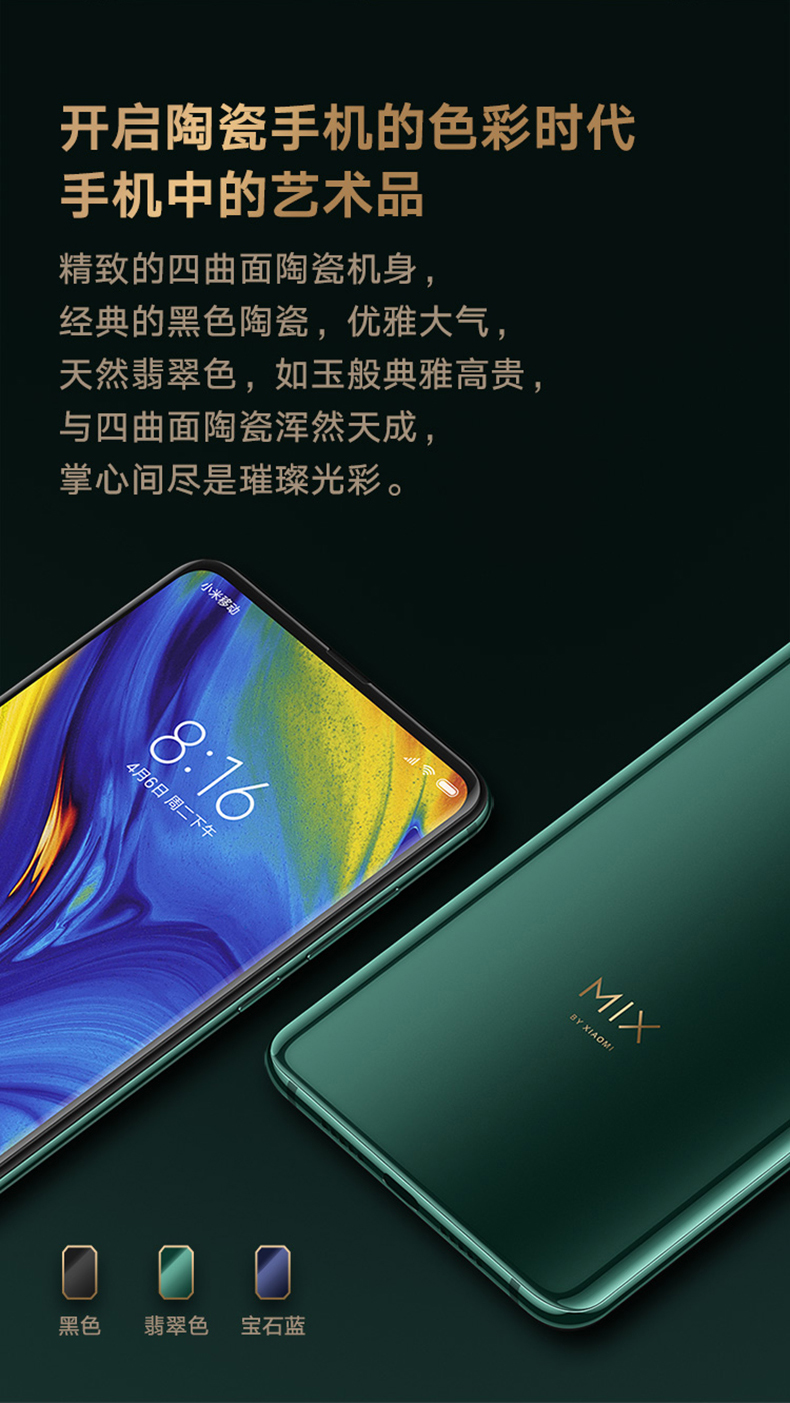 开启陶瓷手机的色彩时代
手机中的艺术品
精致的四曲面陶瓷机身，
经典的黑色陶瓷，优雅大气，
天然翡翠色，如玉般典雅高贵，
与四曲面陶瓷浑然天成，
掌心间尽是璀璨光彩。
小米移动
8:16
4月6日 周二下午
MIX
BY XIAOMI
黑色 翡翠色 宝石蓝